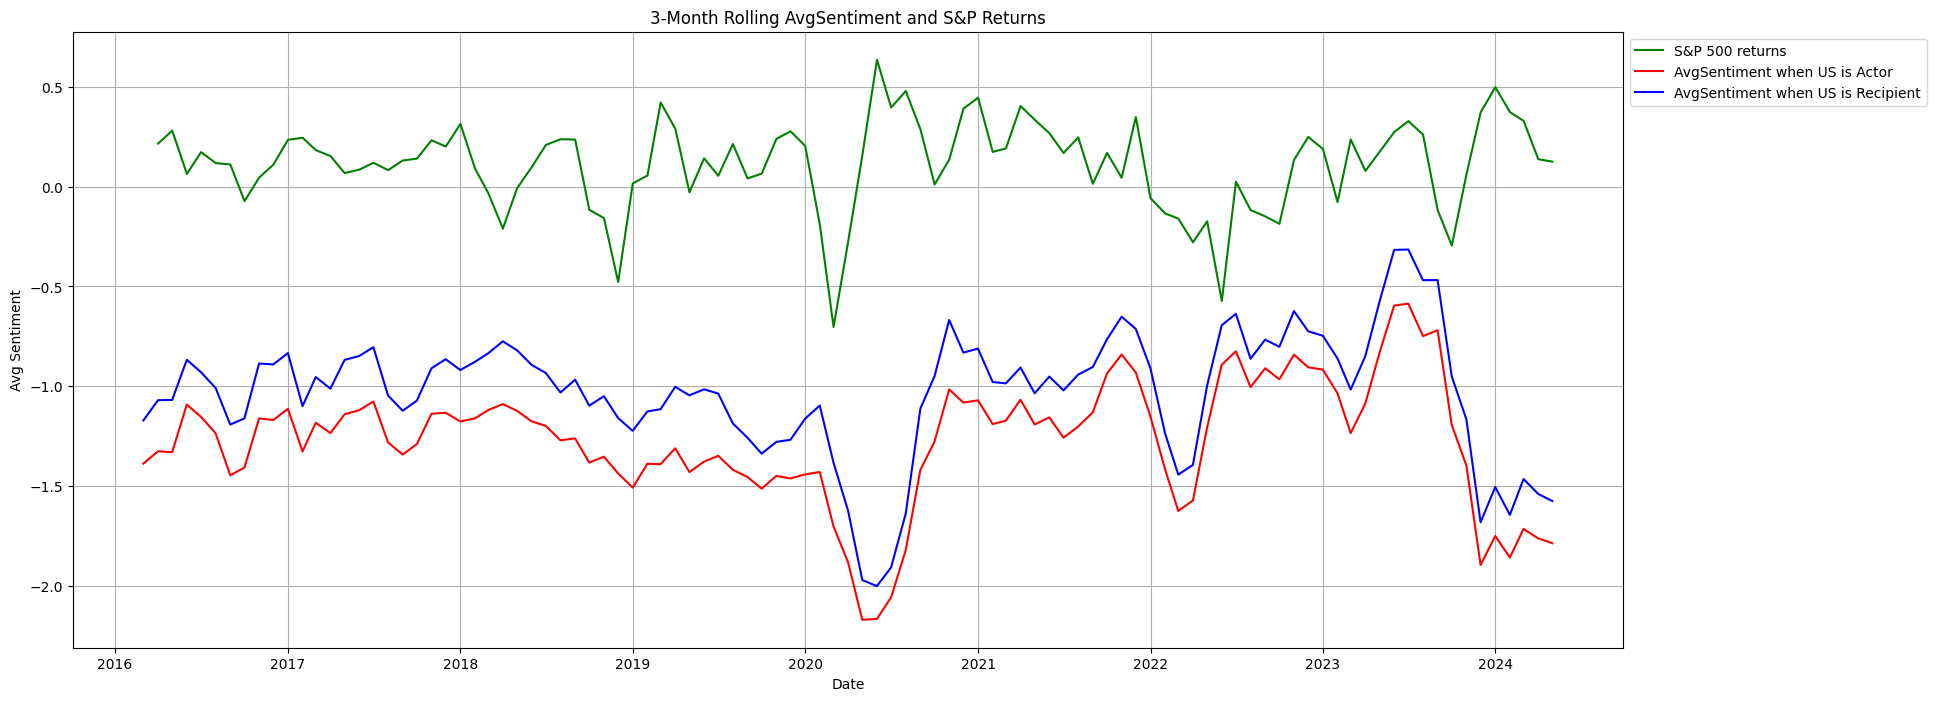 3-Month Rolling AvgSentiment and S&P Returns
S&P 500 returns
AvgSentiment when US is Actor
AvgSentiment when US is Recipient
Avg Sentiment
0.5
0.0
−0.5
−1.0
−1.5
−2.0
2016 2017 2018 2019 2020 2021 2022 2023 2024
Date